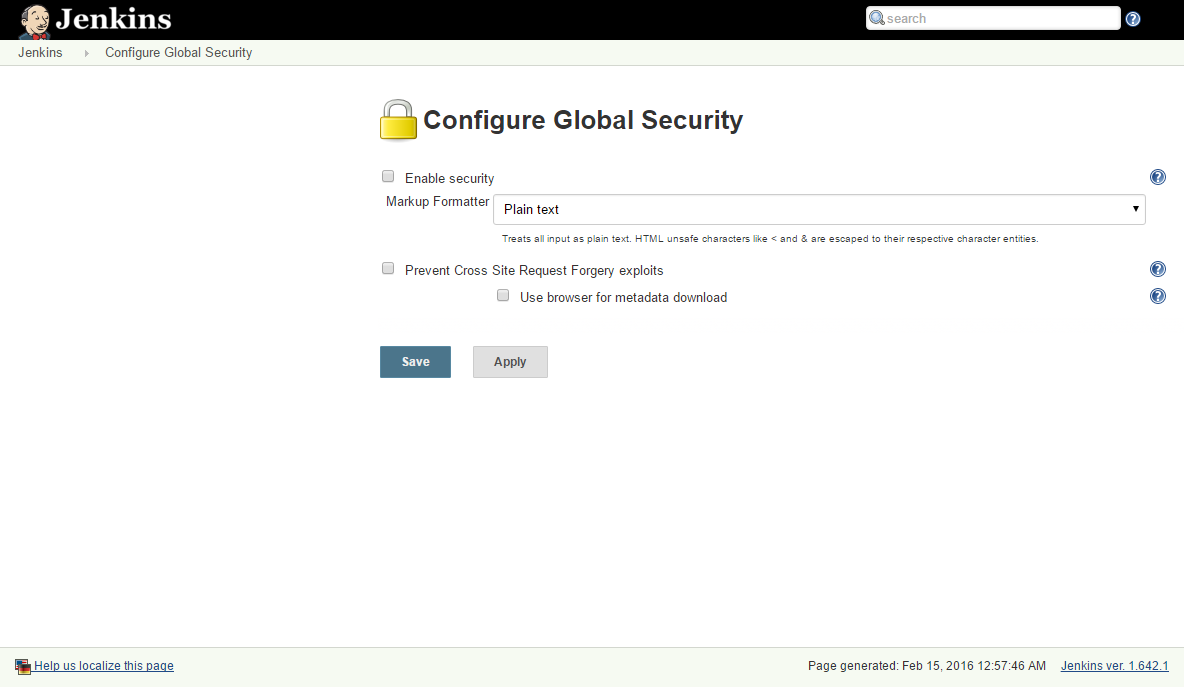 Jenkins
search
Jenkins
Configure Global Security
Configure Global Security
Enable security
Markup Formatter
Plain text
Treats all input as plain text. HTML unsafe characters like < and & are escaped to their respective character entities.
Prevent Cross Site Request Forgery exploits
Use browser for metadata download
Save
Apply
Help us localize this page
Page generated: Feb 15, 2016 12:57:46 AM
Jenkins ver. 1.642.1